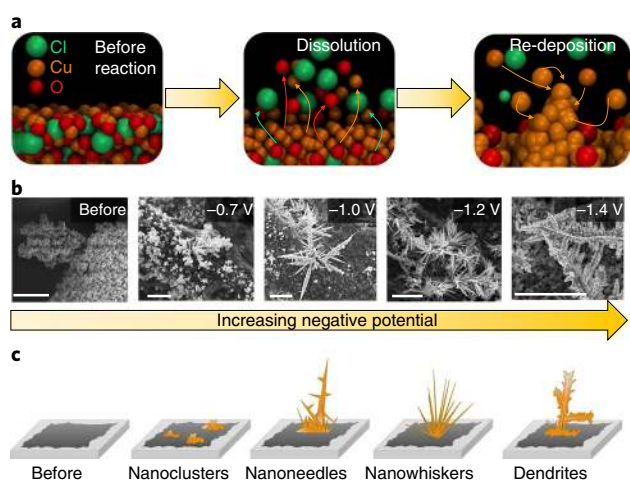 a
Cl
Cu
O
Before
reaction
Dissolution
Re-deposition
b
Before
–0.7 V
–1.0 V
–1.2 V
–1.4 V
Increasing negative potential
c
Before
Nanoclusters
Nanoneedles
Nanowhiskers
Dendrites